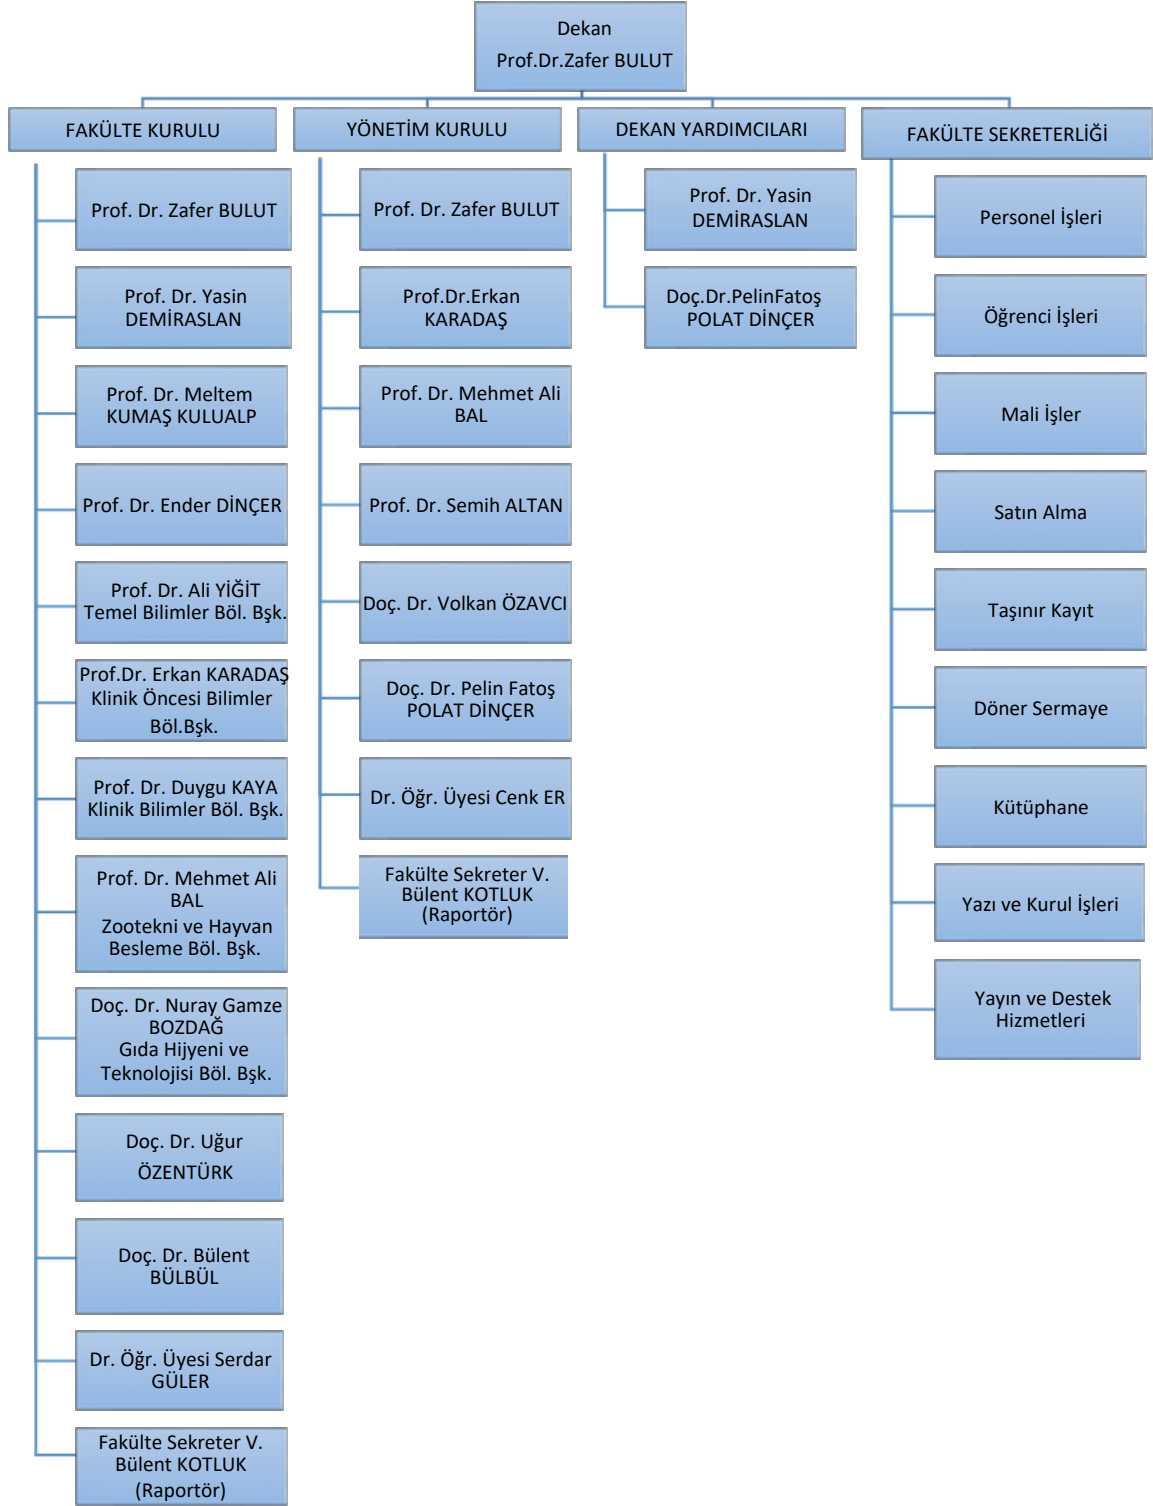 Dekan
Prof.Dr.Zafer BULUT
FAKÜLTE KURULU
Prof. Dr. Zafer BULUT
Prof. Dr. Yasin
DEMİRASLAN
Prof. Dr. Meltem
KUMAŞ KULUALP
Prof. Dr. Ender DİNÇER
Prof. Dr. Ali YİĞİT
Temel Bilimler Böl. Bşk.
Prof.Dr. Erkan KARADAŞ
Klinik Öncesi Bilimler
Böl.Bşk.
Prof. Dr. Duygu KAYA
Klinik Bilimler Böl. Bşk.
Prof. Dr. Mehmet Ali
BAL
Zootekni ve Hayvan
Besleme Böl. Bşk.
Doç. Dr. Nuray Gamze
BOZDAĞ
Gıda Hijyeni ve
Teknolojisi Böl. Bşk.
Doç. Dr. Uğur
ÖZENTÜRK
Doç. Dr. Bülent
BÜLBÜL
Dr. Öğr. Üyesi Serdar
GÜLER
Fakülte Sekreter V.
Bülent KOTLUK
(Raportör)
YÖNETİM KURULU
Prof. Dr. Zafer BULUT
Prof.Dr.Erkan
KARADAŞ
Prof. Dr. Mehmet Ali
BAL
Prof. Dr. Semih ALTAN
Doç. Dr. Volkan ÖZAVCI
Doç. Dr. Pelin Fatoş
POLAT DİNÇER
Dr. Öğr. Üyesi Cenk ER
Fakülte Sekreter V.
Bülent KOTLUK
(Raportör)
DEKAN YARDIMCILARI
Prof. Dr. Yasin
DEMİRASLAN
Doç.Dr.PelinFatoş
POLAT DİNÇER
FAKÜLTE SEKRETERLİĞİ
Personel İşleri
Öğrenci İşleri
Mali İşler
Satın Alma
Taşınır Kayıt
Döner Sermaye
Kütüphane
Yazı ve Kurul İşleri
Yayın ve Destek
Hizmetleri